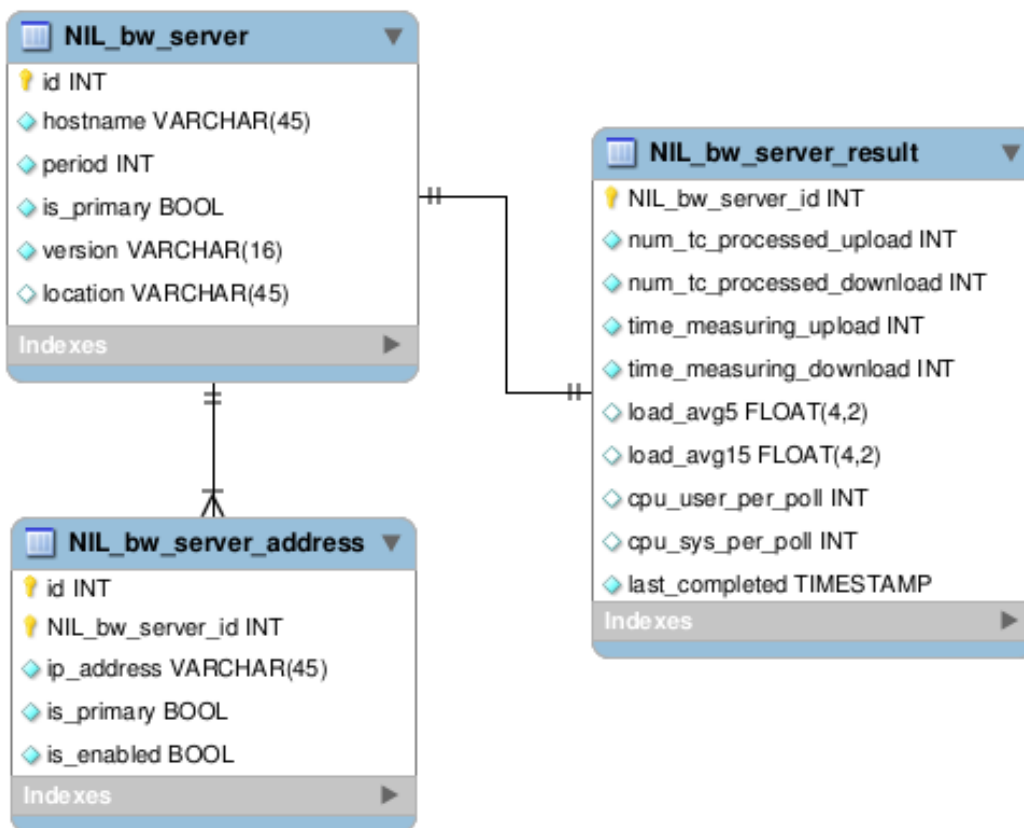 NIL_bw_server
id INT
hostname VARCHAR(45)
period INT
is_primary BOOL
version VARCHAR(16)
location VARCHAR(45)
Indexes
NIL_bw_server_result
NIL_bw_server_id INT
num_tc_processed_upload INT
num_tc_processed_download INT
time_measuring_upload INT
time_measuring_download INT
load_avg5 FLOAT(4,2)
load_avg15 FLOAT(4,2)
cpu_user_per_poll INT
cpu_sys_per_poll INT
last_completed TIMESTAMP
Indexes
NIL_bw_server_address
id INT
NIL_bw_server_id INT
ip_address VARCHAR(45)
is_primary BOOL
is_enabled BOOL
Indexes